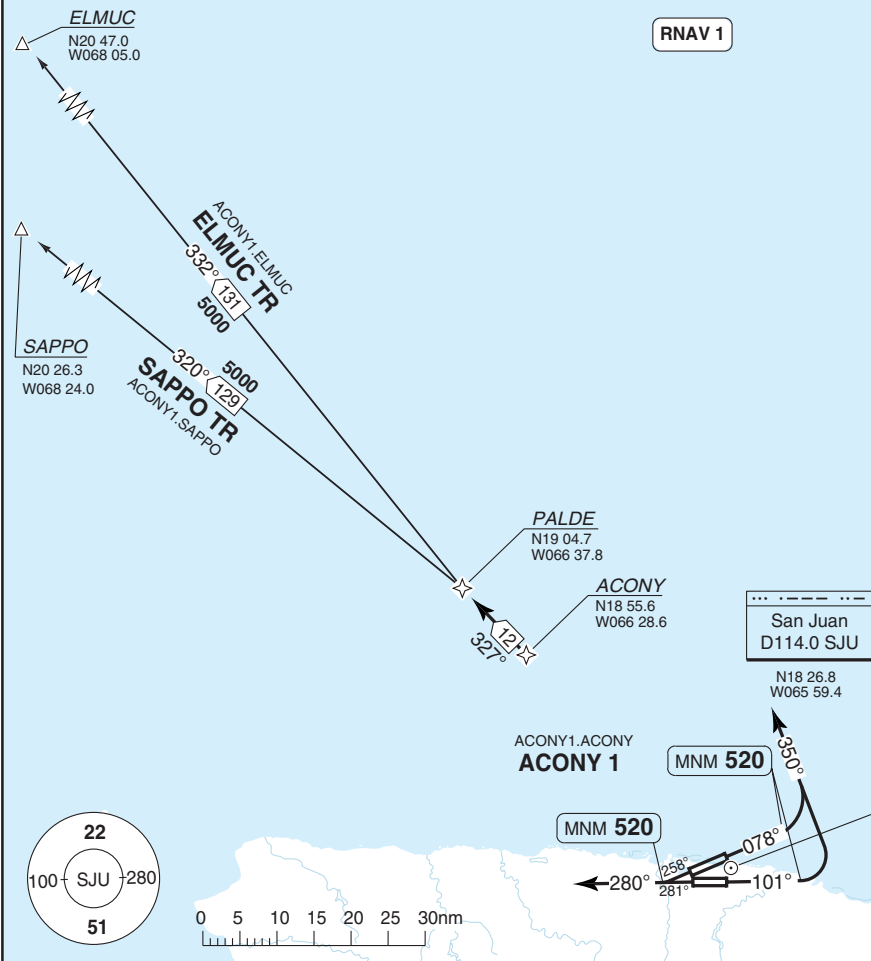 ELMUC
N20 47.0
W068 05.0
RNAV 1
ACONY1.ELMUC
ELMUC TR
332°
131
5000
SAPPO
N20 26.3
W068 24.0
320°
5000
129
SAPPO TR
ACONY1.SAPPO
PALDE
N19 04.7
W066 37.8
ACONY
N18 55.6
W066 28.6
12
327°
San Juan
D114.0 SJU
N18 26.8
W065 59.4
ACONY1.ACONY
ACONY 1
350°
MNM 520
MNM 520
078°
258°
280°
281°
101°
22
100 SJU 280
51
0 5 10 15 20 25 30nm